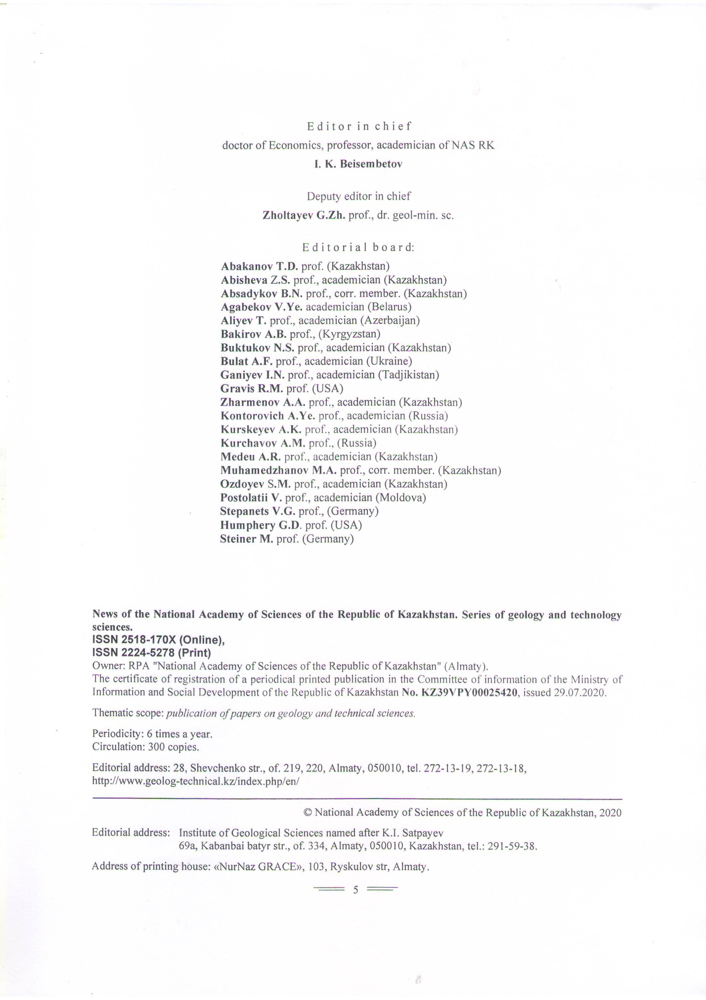 Editor in chief
doctor of Economics, professor, academician of NAS RK
I. K. Beisembetov
Deputy editor in chief
Zholtayev G.Zh. prof., dr. geol-min. sc.
Editorial board:
Abakanov T.D. prof. (Kazakhstan)
Abisheva Z.S. prof., academician (Kazakhstan)
Absadykov B.N. prof., corr. member. (Kazakhstan)
Agabekov V.Ye. academician (Belarus)
Aliyev T. prof., academician (Azerbaijan)
Bakirov A.B. prof., (Kyrgyzstan)
Buktukov N.S. prof., academician (Kazakhstan)
Bulat A.F. prof., academician (Ukraine)
Ganiyev I.N. prof., academician (Tadjikistan)
Gravis R.M. prof. (USA)
Zharmenov A.A. prof., academician (Kazakhstan)
Kontorovich A.Ye. prof., academician (Russia)
Kurskeyev A.K. prof., academician (Kazakhstan)
Kurchavov A.M. prof., (Russia)
Medeu A.R. prof., academician (Kazakhstan)
Muhamedzhanov M.A. prof., corr. member. (Kazakhstan)
Ozdoyev S.M. prof., academician (Kazakhstan)
Postolatii V. prof., academician (Moldova)
Stepanets V.G. prof., (Germany)
Humphery G.D. prof. (USA)
Steiner M. prof. (Germany)
News of the National Academy of Sciences of the Republic of Kazakhstan. Series of geology and technology
sciences.
ISSN 2518-170X (Online),
ISSN 2224-5278 (Print)
Owner: RPA "National Academy of Sciences of the Republic of Kazakhstan" (Almaty).
The certificate of registration of a periodical printed publication in the Committee of information of the Ministry of
Information and Social Development of the Republic of Kazakhstan No. KZ39VPY00025420, issued 29.07.2020.
Thematic scope: publication of papers on geology and technical sciences.
Periodicity: 6 times a year.
Circulation: 300 copies.
Editorial address: 28, Shevchenko str., of. 219, 220, Almaty, 050010, tel. 272-13-19, 272-13-18,
http://www.geolog-technical.kz/index.php/en/
© National Academy of Sciences of the Republic of Kazakhstan, 2020
Editorial address: Institute of Geological Sciences named after K.I. Satpayev
69a, Kabanbai batyr str., of. 334, Almaty, 050010, Kazakhstan, tel.: 291-59-38.
Address of printing house: «NurNaz GRACE», 103, Ryskulov str, Almaty.
5